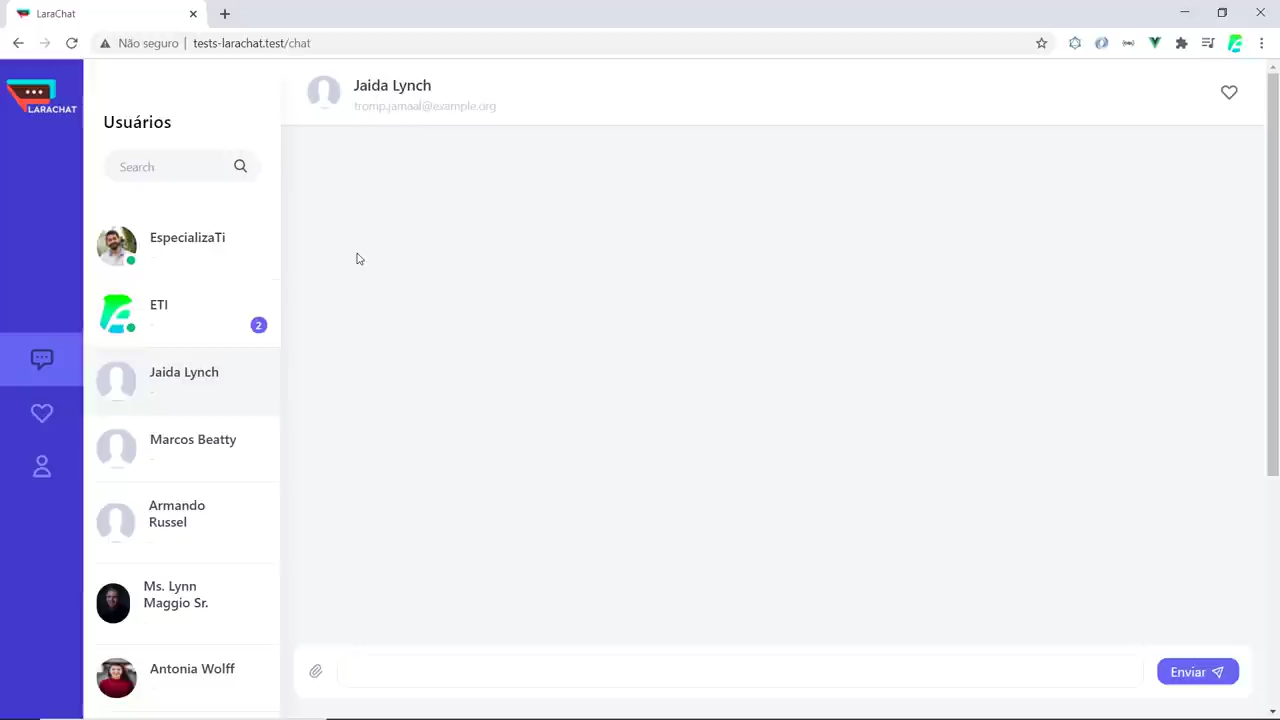 LaraChat
Não seguro | tests-larachat.test/chat
LARACHAT
Usuários
Search
EspecializaTi
ETI
2
Jaida Lynch
Marcos Beatty
Armando
Russel
Ms. Lynn
Maggio Sr.
Antonia Wolff
Jaida Lynch
tromp.jamaal@example.org
Enviar